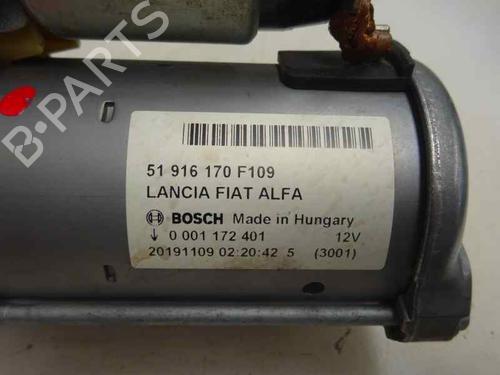 B-PARTS
51 916 170 F109
LANCIA FIAT ALFA
BOSCH Made in Hungary
↓ 0 001 172 401 12V
20191109 02:20:42 5 (3001)